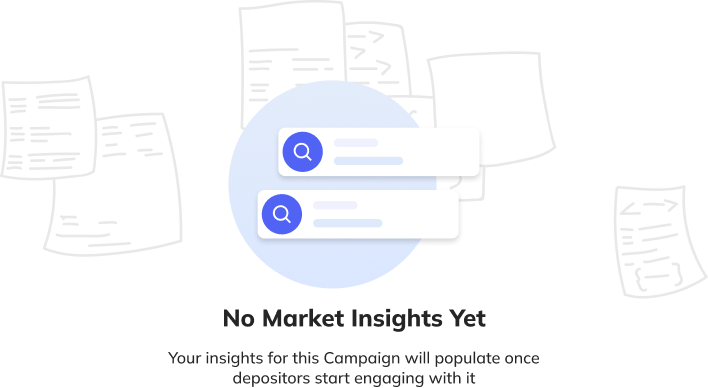 No Market Insights Yet
Your insights for this Campaign will populate once
depositors start engaging with it